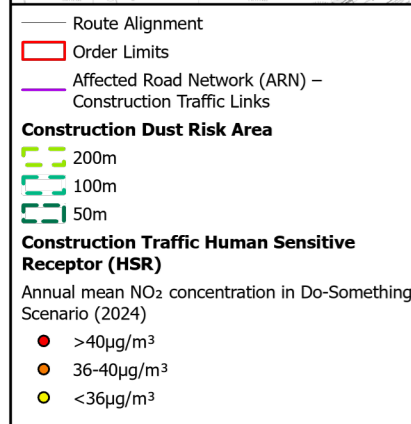 Route Alignment
Order Limits
Affected Road Network (ARN) –
Construction Traffic Links
Construction Dust Risk Area
200m
100m
50m
Construction Traffic Human Sensitive
Receptor (HSR)
Annual mean NO₂ concentration in Do-Something
Scenario (2024)
>40µg/m³
36-40µg/m³
<36µg/m³